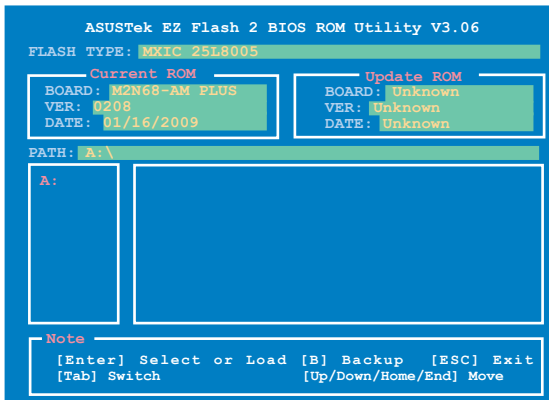 ASUSTek EZ Flash 2 BIOS ROM Utility V3.06
FLASH TYPE: MXIC 25L8005
Current ROM
BOARD: M2N68-AM PLUS
VER: 0208
DATE: 01/16/2009
Update ROM
BOARD: Unknown
VER: Unknown
DATE: Unknown
PATH: A:\
A:
Note
[Enter] Select or Load [B] Backup [ESC] Exit
[Tab] Switch [Up/Down/Home/End] Move